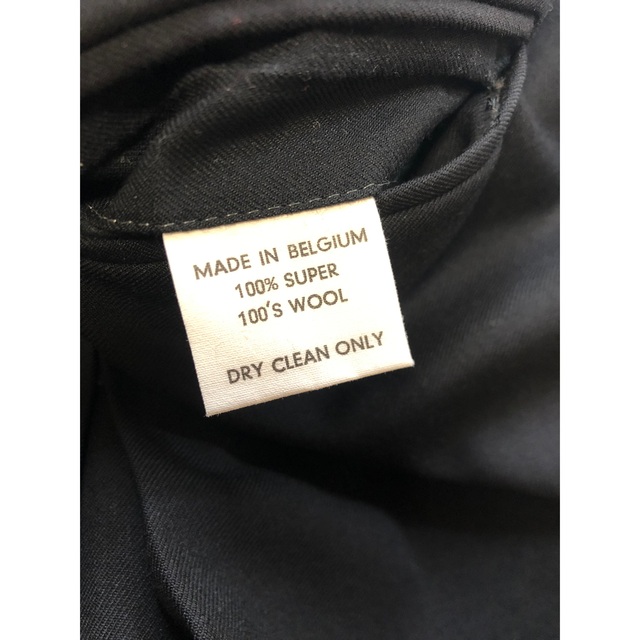 MADE IN BELGIUM
100% SUPER
100'S WOOL
DRY CLEAN ONLY